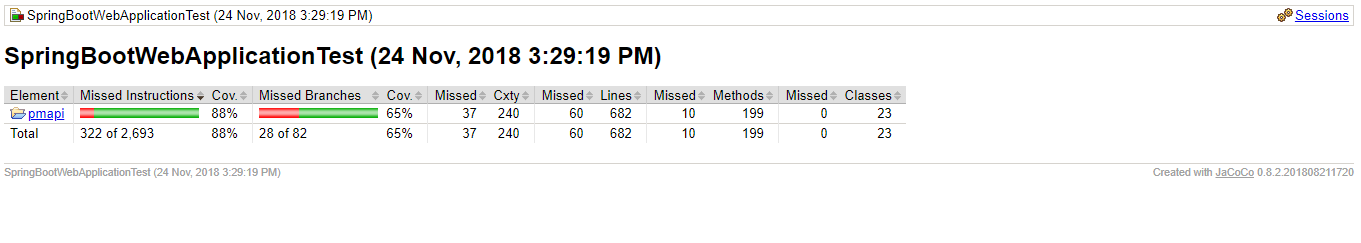 SpringBootWebApplicationTest (24 Nov, 2018 3:29:19 PM) Sessions
SpringBootWebApplicationTest (24 Nov, 2018 3:29:19 PM)
Element Missed Instructions Cov. Missed Branches Cov. Missed Cxty Missed Lines Missed Methods Missed Classes
pmapi 88% 65% 37 240 60 682 10 199 0 23
Total 322 of 2,693 88% 28 of 82 65% 37 240 60 682 10 199 0 23
SpringBootWebApplicationTest (24 Nov, 2018 3:29:19 PM) Created with JaCoCo 0.8.2.201808211720